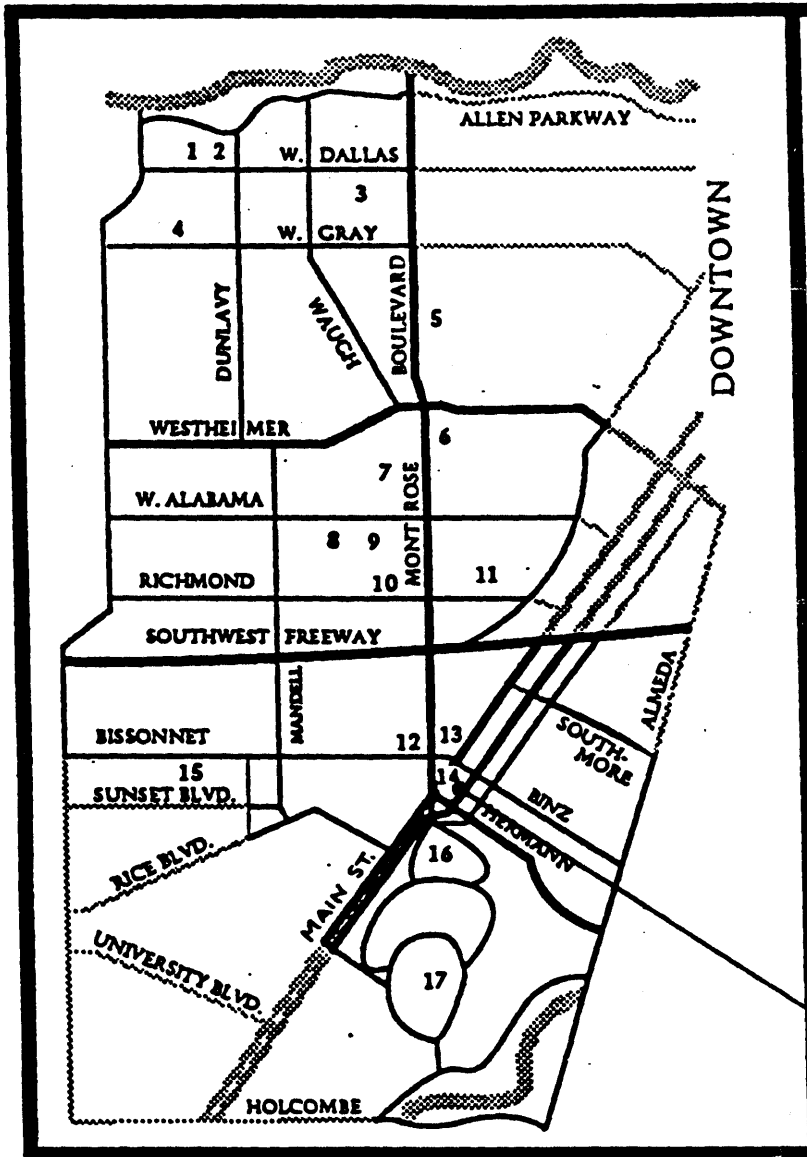 ALLEN PARKWAY
1 2 W. DALLAS
3
4 W. GRAY
DOWNTOWN
DUNLAVY
WAUGH
BOULEVARD
5
WESTHEIMER
6
7
MONTROSE
W. ALABAMA
8 9
RICHMOND
10
11
SOUTHWEST FREEWAY
MANDELL
ALMEDA
BISSONNET
12
13
SOUTH-
MORE
15
14
SUNSET BLVD.
BINZ
HERMANN
RICE BLVD.
MAIN ST.
16
UNIVERSITY BLVD.
17
HOLCOMBE